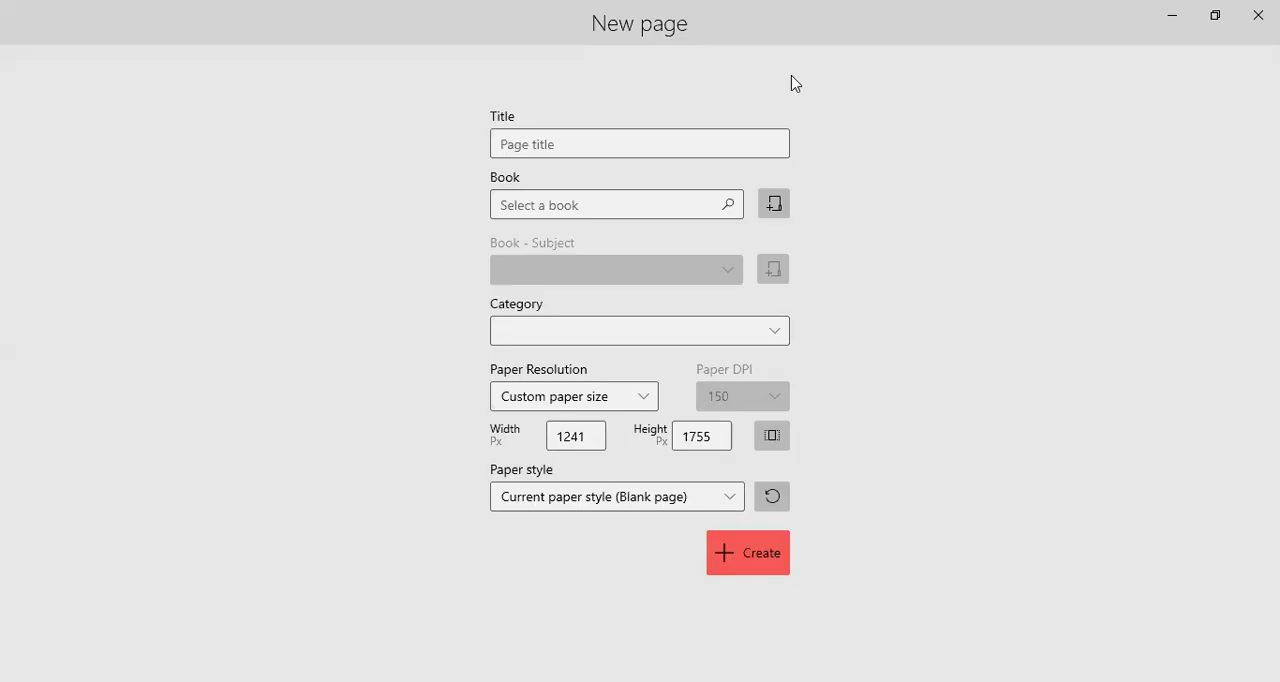 New page
Title
Page title
Book
Select a book
Book - Subject
Category
Paper Resolution Paper DPI
Custom paper size 150
Width Px 1241 Height Px 1755
Paper style
Current paper style (Blank page)
Create